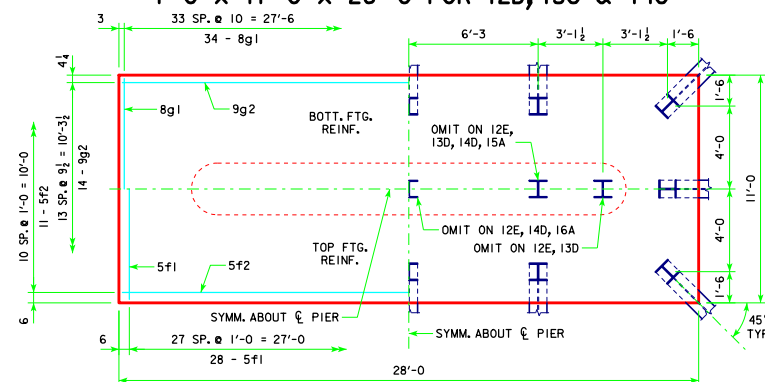 33 SP. @ 10 = 27'-6
3
34 - 8g1
6'-3
3'-1½
3'-1½
1'-6
4½
8g1
9g2
BOTT. FTG.
REINF.
OMIT ON 12E,
13D, 14D, 15A
1'-6
4'-0
11'-0
4'-0
1'-6
10 SP. @ 1'-0 = 10'-0
11 - 5f2
13 SP. @ 9½ = 10'-3½
14 - 9g2
OMIT ON 12E, 14D, 16A
OMIT ON 12E, 13D
TOP FTG.
REINF.
5f1
5f2
6
SYMM. ABOUT ℄ PIER
SYMM. ABOUT ℄ PIER
6
27 SP. @ 1'-0 = 27'-0
28 - 5f1
28'-0
45°